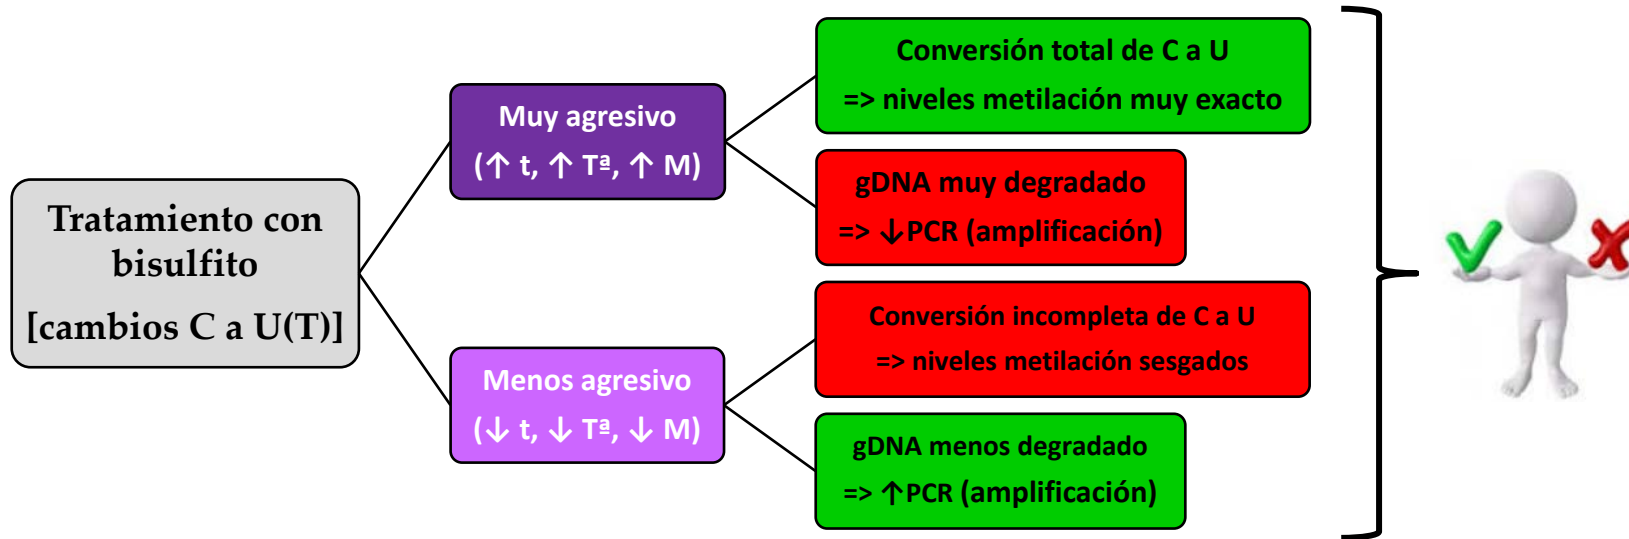 Tratamiento con
bisulfito
[cambios C a U(T)]
Muy agresivo
(↑ t, ↑ Tª, ↑ M)
Conversión total de C a U
=> niveles metilación muy exacto
gDNA muy degradado
=> ↓PCR (amplificación)
Menos agresivo
(↓ t, ↓ Tª, ↓ M)
Conversión incompleta de C a U
=> niveles metilación sesgados
gDNA menos degradado
=> ↑PCR (amplificación)